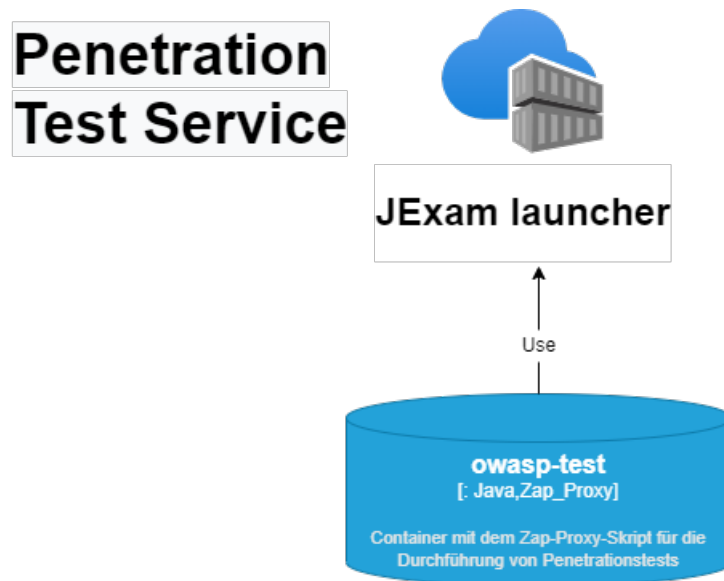 Penetration
Test Service
JExam launcher
Use
owasp-test
[: Java,Zap_Proxy]
Container mit dem Zap-Proxy-Skript für die
Durchführung von Penetrationstests